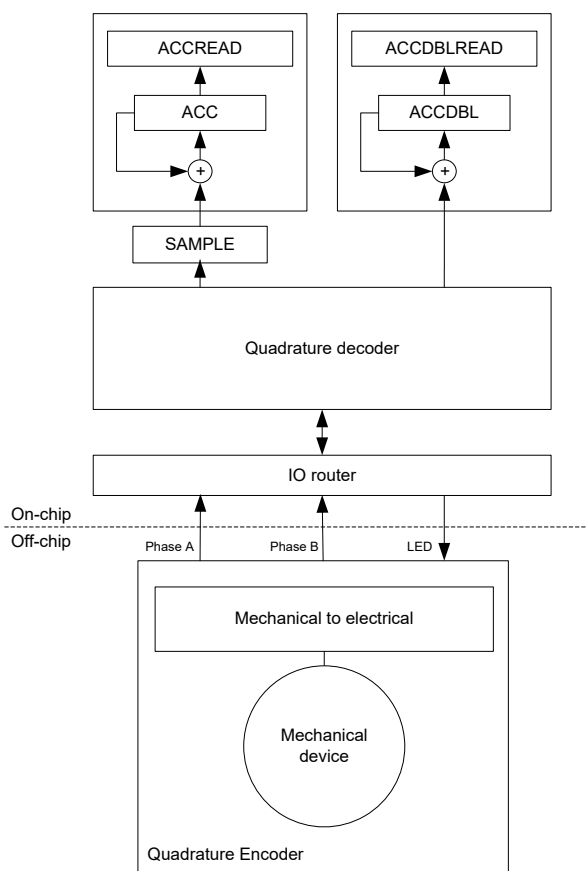 ACCREAD
ACCDBLREAD
ACC
ACCDBL
+
+
SAMPLE
Quadrature decoder
IO router
On-chip
Off-chip
Phase A
Phase B
LED
Mechanical to electrical
Mechanical
device
Quadrature Encoder